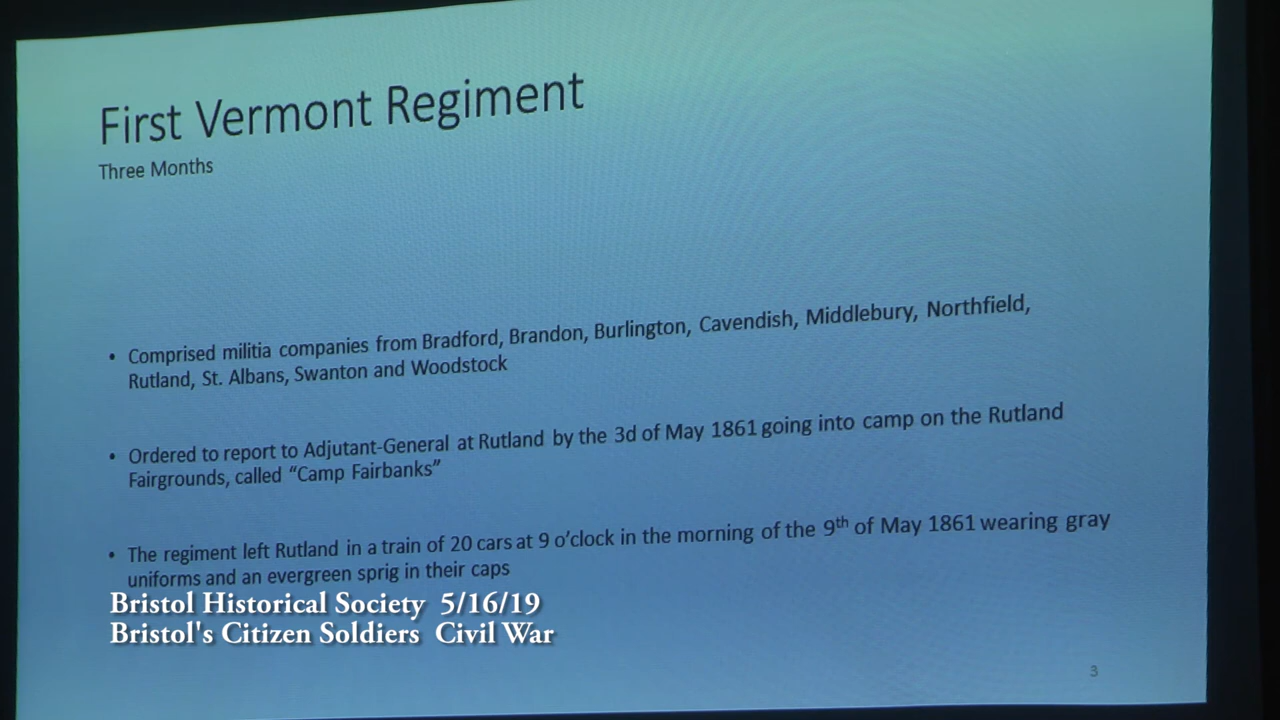 First Vermont Regiment
Three Months
• Comprised militia companies from Bradford, Brandon, Burlington, Cavendish, Middlebury, Northfield,
Rutland, St. Albans, Swanton and Woodstock
• Ordered to report to Adjutant-General at Rutland by the 3d of May 1861 going into camp on the Rutland
Fairgrounds, called “Camp Fairbanks”
• The regiment left Rutland in a train of 20 cars at 9 o’clock in the morning of the 9th of May 1861 wearing gray
uniforms and an evergreen sprig in their caps
Bristol Historical Society 5/16/19
Bristol's Citizen Soldiers Civil War
3